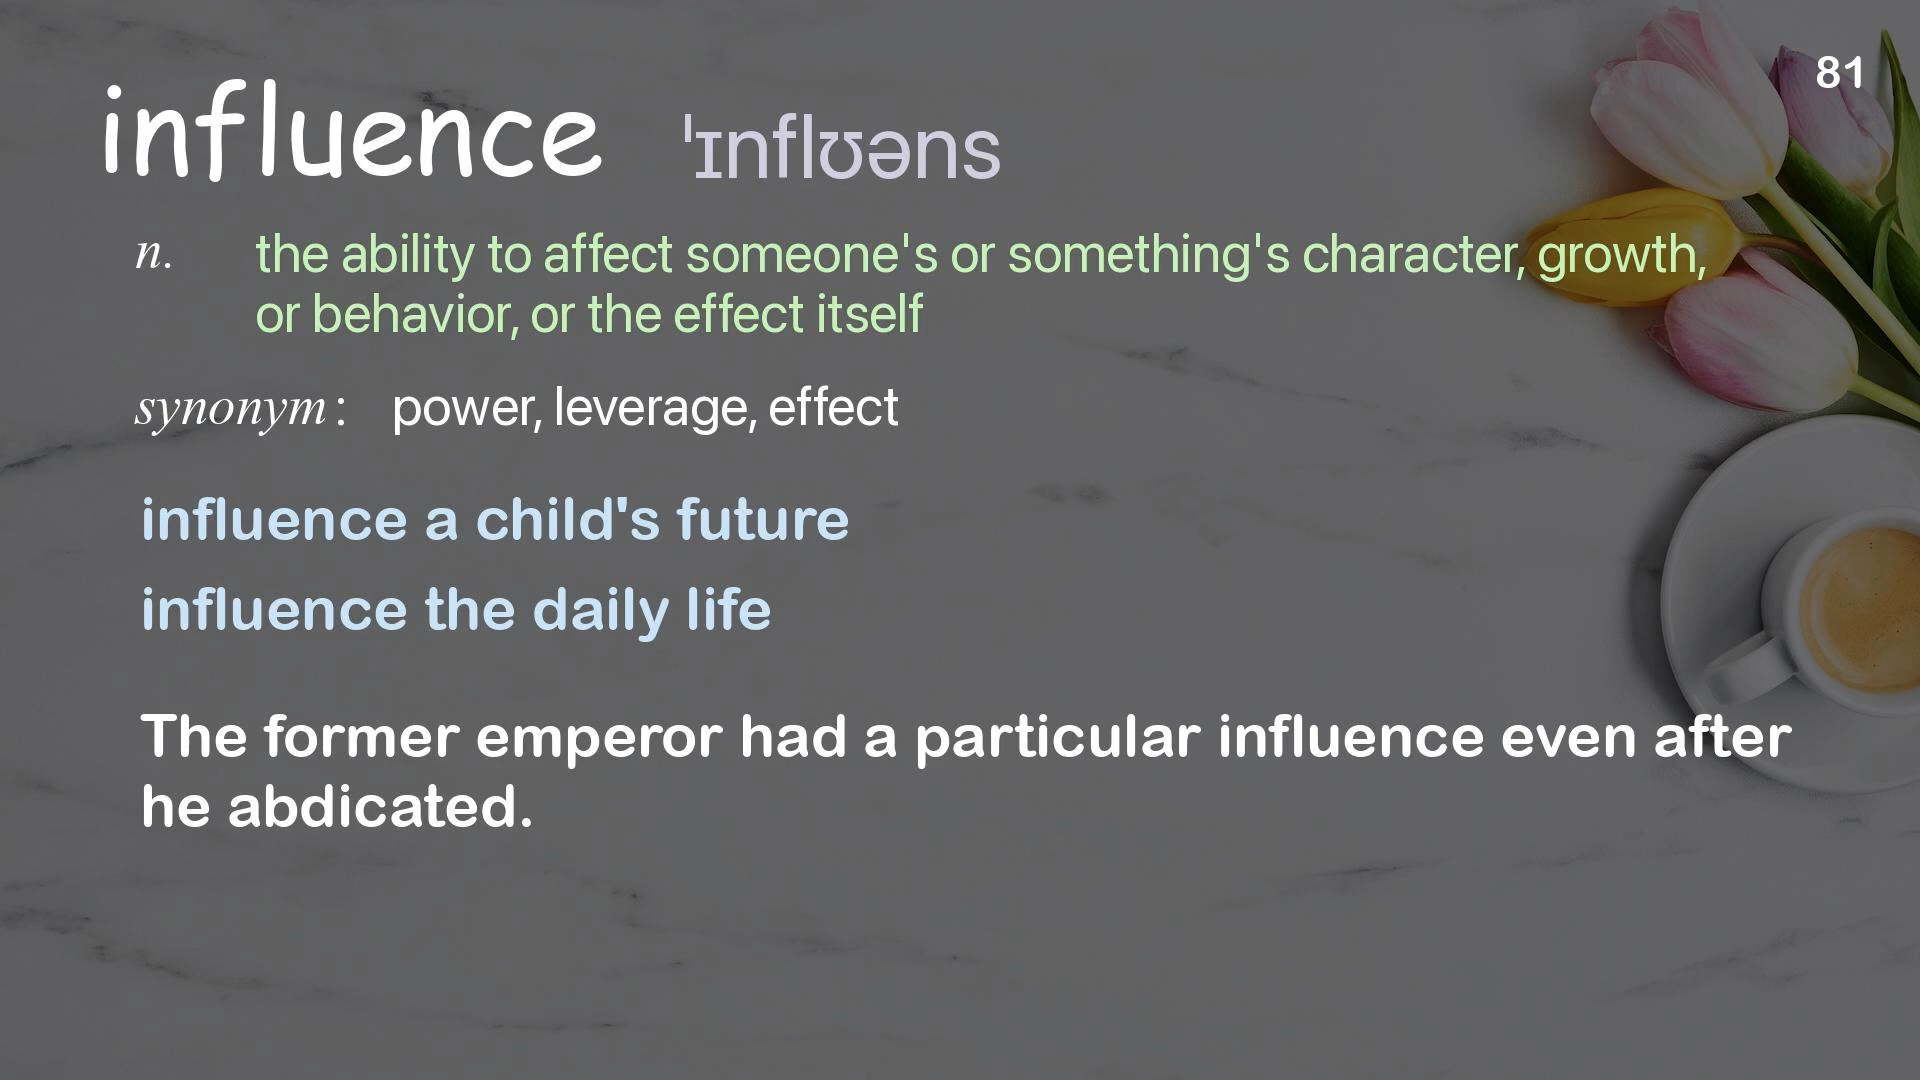 81
influence ˈɪnflʊəns
n. the ability to affect someone's or something's character, growth,
or behavior, or the effect itself
synonym: power, leverage, effect
influence a child's future
influence the daily life
The former emperor had a particular influence even after
he abdicated.